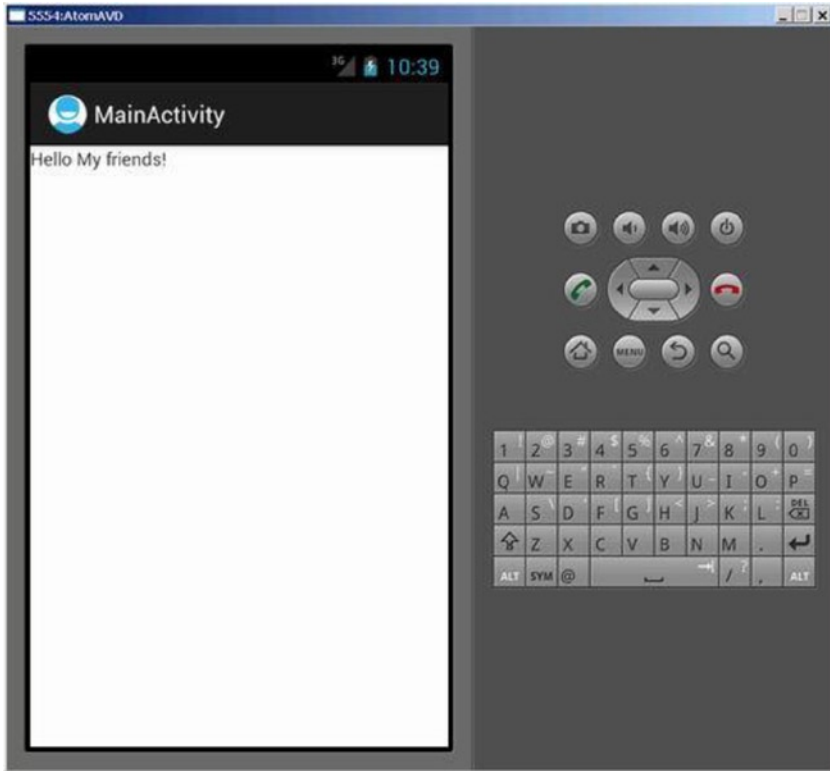 5554:AtomAVD
3G 10:39
MainActivity
Hello My friends!
MENU
1 ! 2 @ 3 # 4 $ 5 % 6 ^ 7 & 8 * 9 ( 0 )
Q | W ~ E " R ` T { Y } U _ I - O + P =
A S \ D ' F [ G ] H < J > K ; L : DEL
Z X C V B N M .
ALT SYM @ / ? , ALT